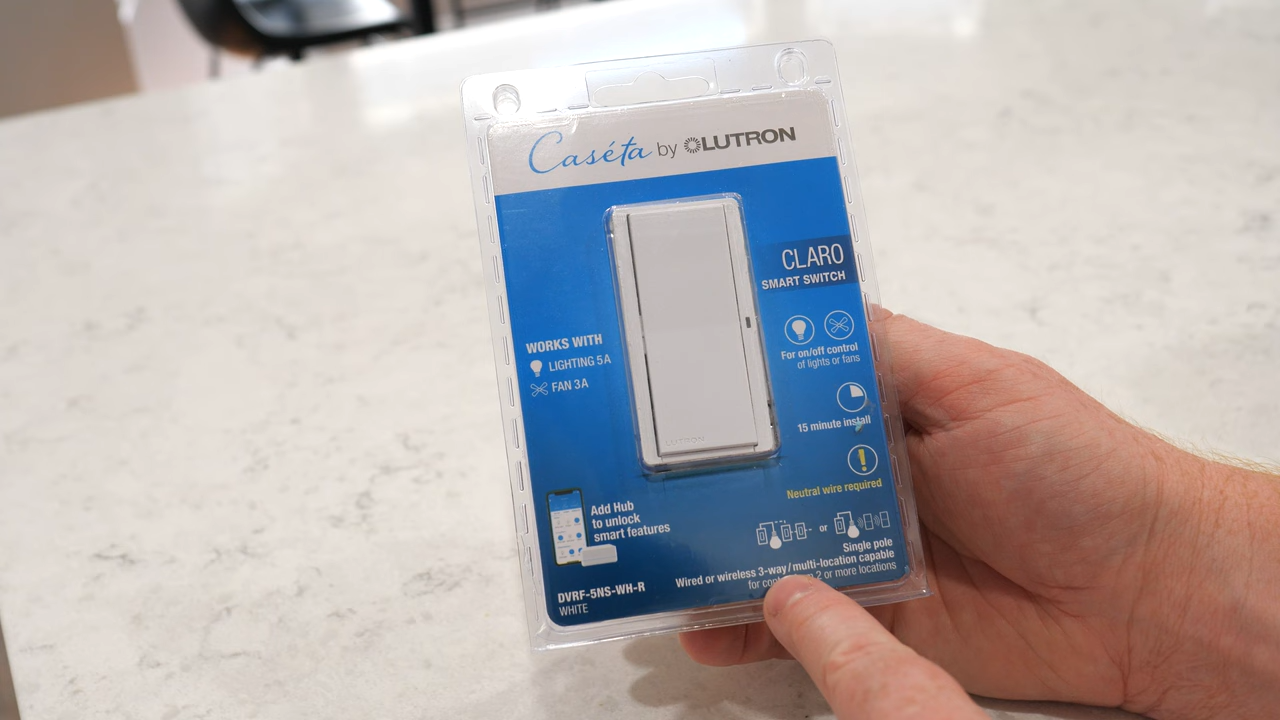 Caséta by LUTRON
CLARO
SMART SWITCH
WORKS WITH
LIGHTING 5A
FAN 3A
For on/off control
of lights or fans
15 minute install
Neutral wire required
LUTRON
Add Hub
to unlock
smart features
or
Single pole
Wired or wireless 3-way/multi-location capable
for 2 or more locations
DVRF-5NS-WH-R
WHITE